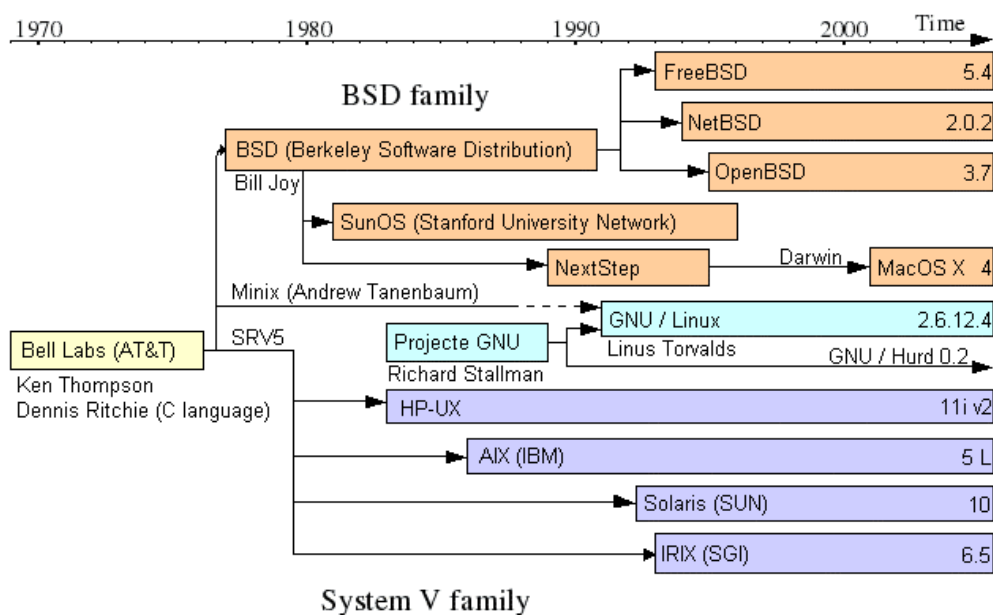 1970 1980 1990 2000 Time
FreeBSD 5.4
BSD family
NetBSD 2.0.2
BSD (Berkeley Software Distribution)
OpenBSD 3.7
Bill Joy
SunOS (Stanford University Network)
NextStep Darwin MacOS X 4
Minix (Andrew Tanenbaum)
GNU / Linux 2.6.12.4
SRV5
Bell Labs (AT&T) Projecte GNU
Linus Torvalds GNU / Hurd 0.2
Richard Stallman
Ken Thompson
Dennis Ritchie (C language)
HP-UX 11i v2
AIX (IBM) 5 L
Solaris (SUN) 10
IRIX (SGI) 6.5
System V family